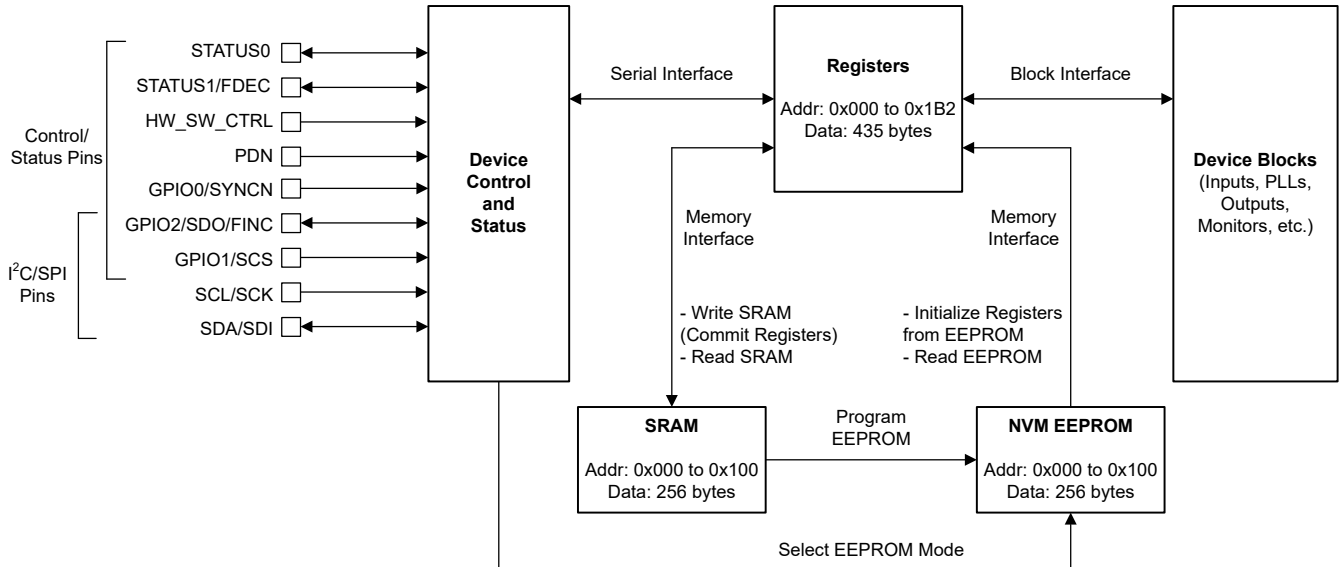 STATUS0
STATUS1/FDEC
HW_SW_CTRL
PDN
GPIO0/SYNCN
GPIO2/SDO/FINC
GPIO1/SCS
SCL/SCK
SDA/SDI
Control/
Status Pins
I²C/SPI
Pins
Device
Control
and
Status
Serial Interface
Registers
Addr: 0x000 to 0x1B2
Data: 435 bytes
Block Interface
Device Blocks
(Inputs, PLLs,
Outputs,
Monitors, etc.)
Memory
Interface
Memory
Interface
- Write SRAM
(Commit Registers)
- Read SRAM
- Initialize Registers
from EEPROM
- Read EEPROM
SRAM
Addr: 0x000 to 0x100
Data: 256 bytes
Program
EEPROM
NVM EEPROM
Addr: 0x000 to 0x100
Data: 256 bytes
Select EEPROM Mode